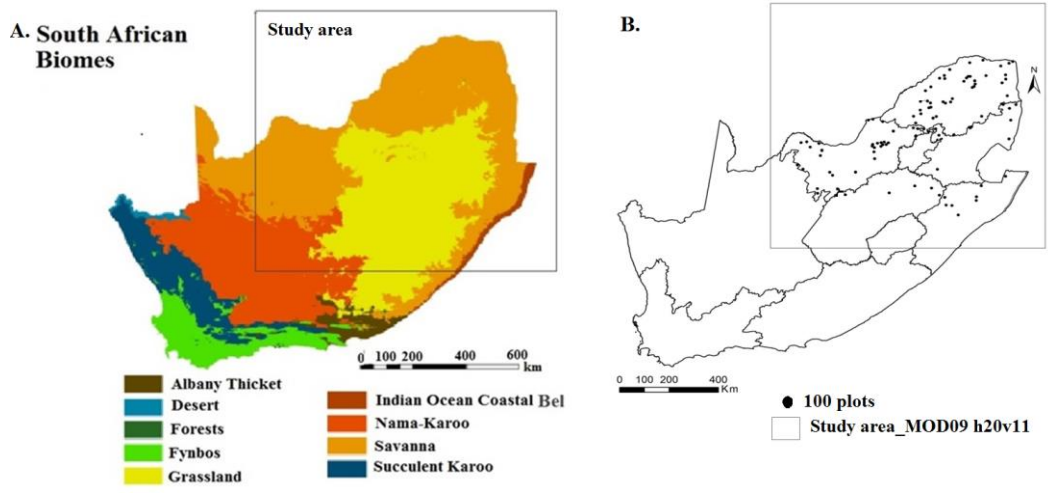 A. South African
Biomes
Study area
0 100 200 400 600
km
Albany Thicket
Desert
Forests
Fynbos
Grassland
Indian Ocean Coastal Bel
Nama-Karoo
Savanna
Succulent Karoo
B.
N
0 100 200 400
Km
100 plots
Study area_MOD09 h20v11